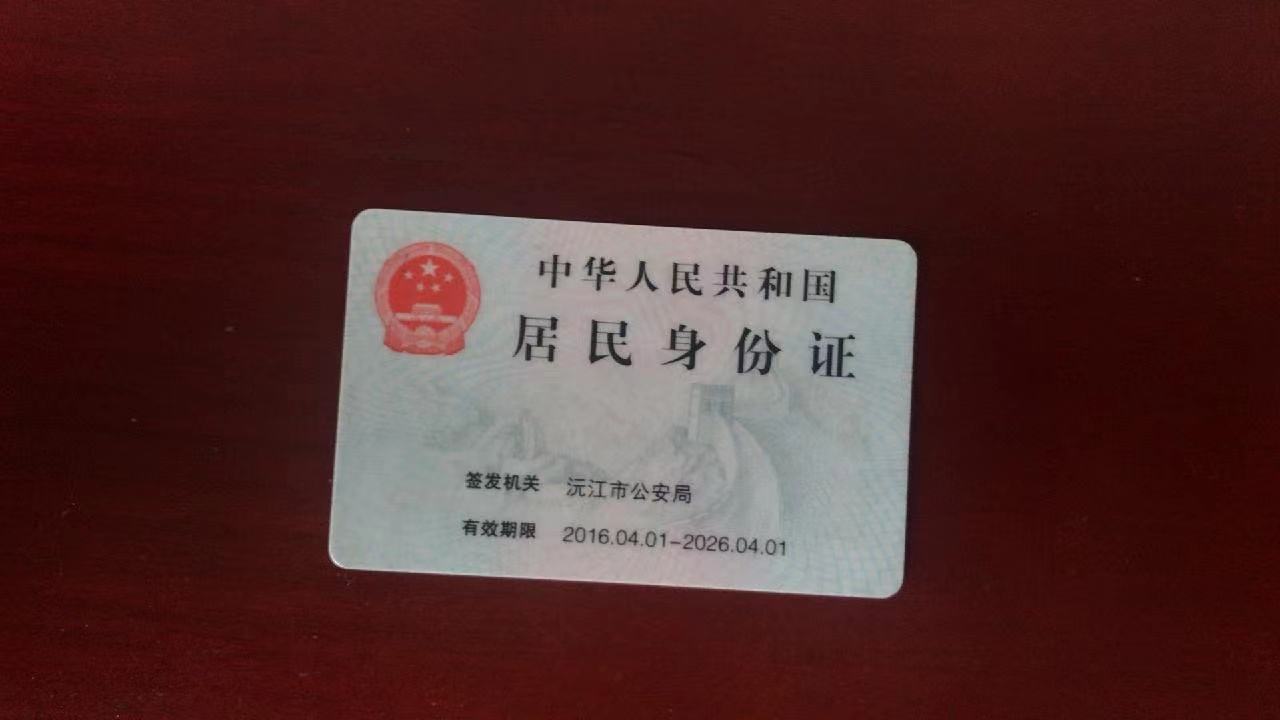 中华人民共和国
居民身份证
签发机关 沅江市公安局
有效期限 2016.04.01-2026.04.01